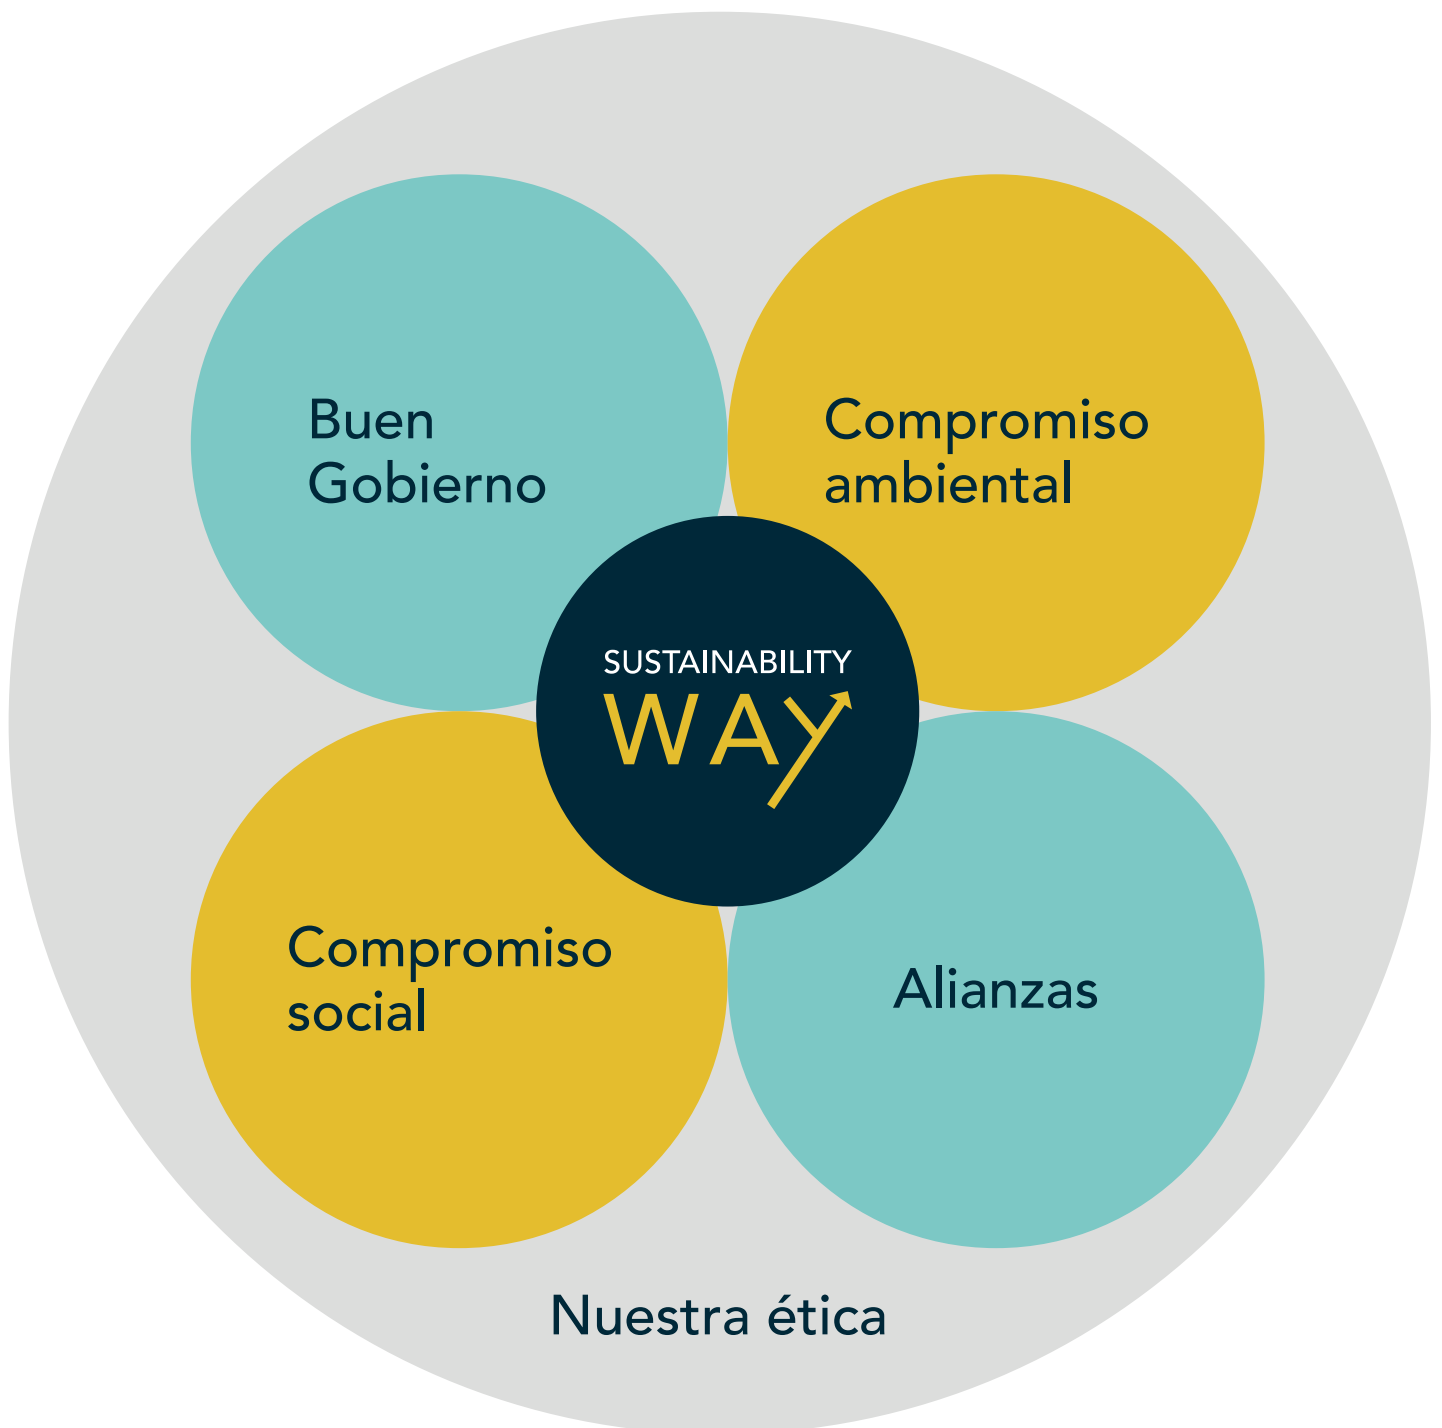 Buen
Gobierno
Compromiso
ambiental
SUSTAINABILITY
WAY
Compromiso
social
Alianzas
Nuestra ética